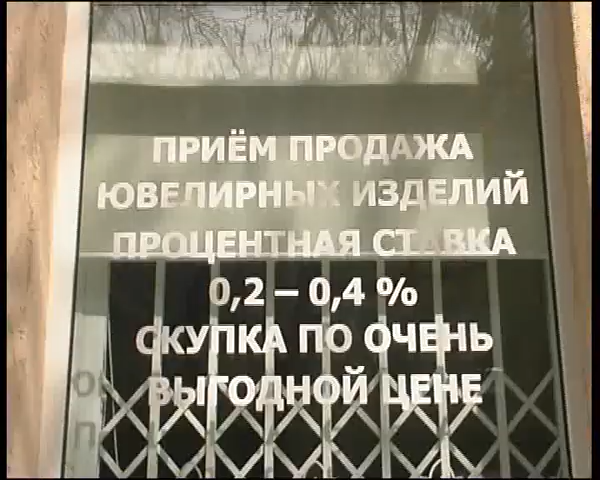 ПРИЁМ ПРОДАЖА
ЮВЕЛИРНЫХ ИЗДЕЛИЙ
ПРОЦЕНТНАЯ СТАВКА
0,2 – 0,4 %
СКУПКА ПО ОЧЕНЬ
ВЫГОДНОЙ ЦЕНЕ